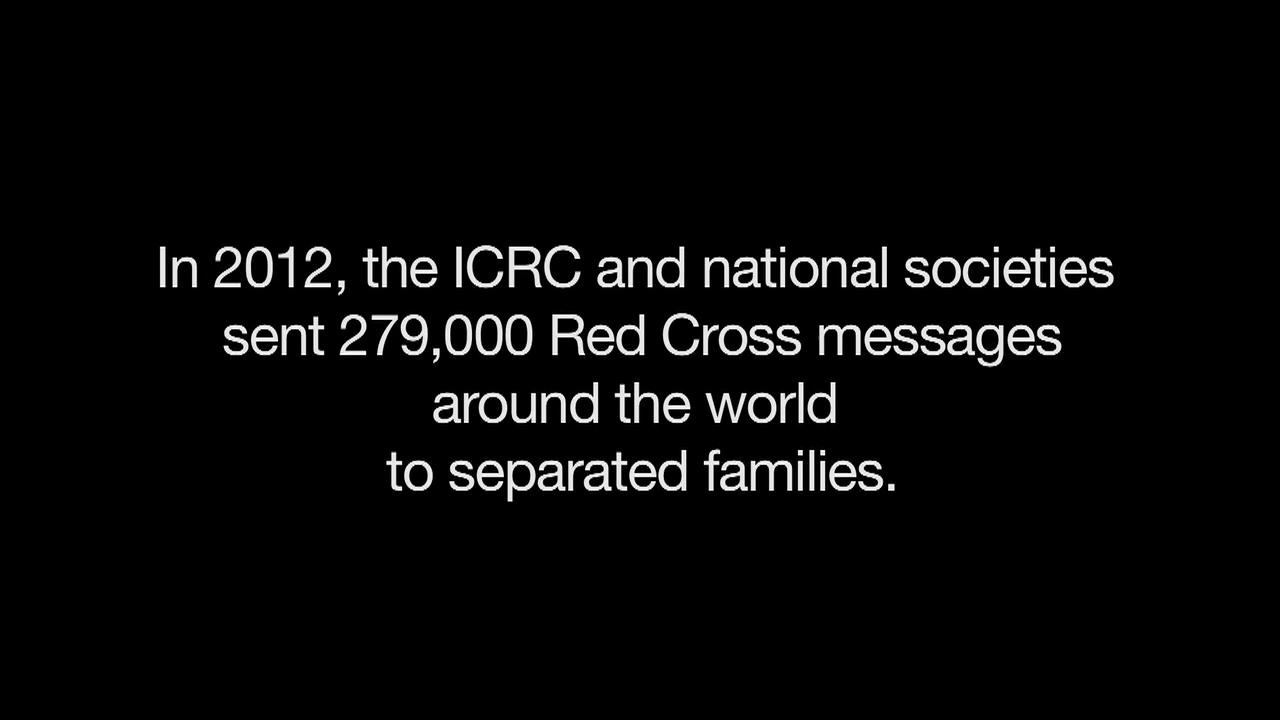 In 2012, the ICRC and national societies
sent 279,000 Red Cross messages
around the world
to separated families.